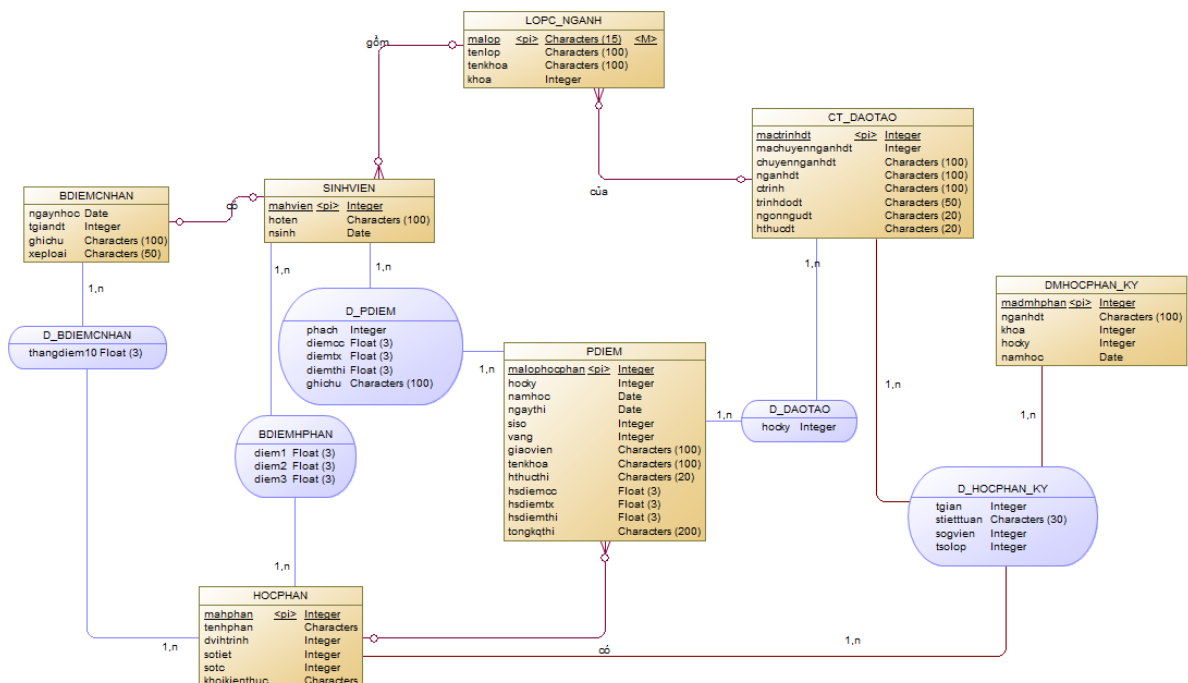 LOPC_NGANH
malop <pi> Characters (15) <M>
tenlop Characters (100)
tenkhoa Characters (100)
khoa Integer
gồm
CT_DAOTAO
mactrinhdt <pi> Integer
machuyennganhdt Integer
chuyennganhdt Characters (100)
nganhdt Characters (100)
ctrinh Characters (100)
trinhdodt Characters (50)
ngonngudt Characters (20)
hthucdt Characters (20)
của
BDIEMCNHAN
ngaynhoc Date
tgiandt Integer
ghichu Characters (100)
xeploai Characters (50)
có
SINHVIEN
mahvien <pi> Integer
hoten Characters (100)
nsinh Date
1,n
1,n
1,n
1,n
DMHOCPHAN_KY
madmhphan <pi> Integer
nganhdt Characters (100)
khoa Integer
hocky Integer
namhoc Date
D_PDIEM
phach Integer
diemcc Float (3)
diemtx Float (3)
diemthi Float (3)
ghichu Characters (100)
D_BDIEMCNHAN
thangdiem10 Float (3)
PDIEM
malophocphan <pi> Integer
hocky Integer
namhoc Date
ngaythi Date
siso Integer
vang Integer
giaovien Characters (100)
tenkhoa Characters (100)
hthucthi Characters (20)
hsdiemcc Float (3)
hsdiemtx Float (3)
hsdiemthi Float (3)
tongkqthi Characters (200)
1,n
1,n
1,n
1,n
D_DAOTAO
hocky Integer
BDIEMHPHAN
diem1 Float (3)
diem2 Float (3)
diem3 Float (3)
D_HOCPHAN_KY
tgian Integer
stietttuan Characters (30)
sogvien Integer
tsolop Integer
1,n
HOCPHAN
mahphan <pi> Integer
tenhphan Characters
dvihtrinh Integer
sotiet Integer
sotc Integer
khoikienthuc Characters
1,n
có
1,n